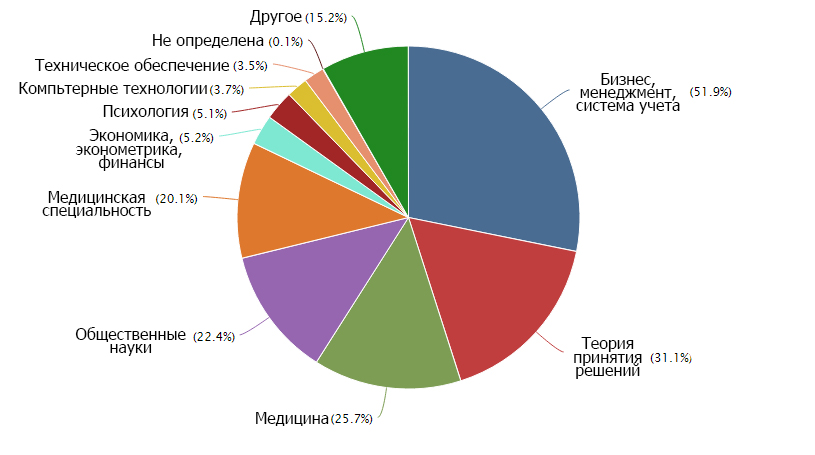 Другое (15.2%)
Не определена (0.1%)
Техническое обеспечение (3.5%)
Компьтерные технологии (3.7%)
Психология (5.1%)
Экономика, (5.2%)
эконометрика,
финансы
Медицинская (20.1%)
специальность
Общественные (22.4%)
науки
Медицина (25.7%)
Бизнес,
менеджмент, (51.9%)
система учета
Теория
принятия (31.1%)
решений